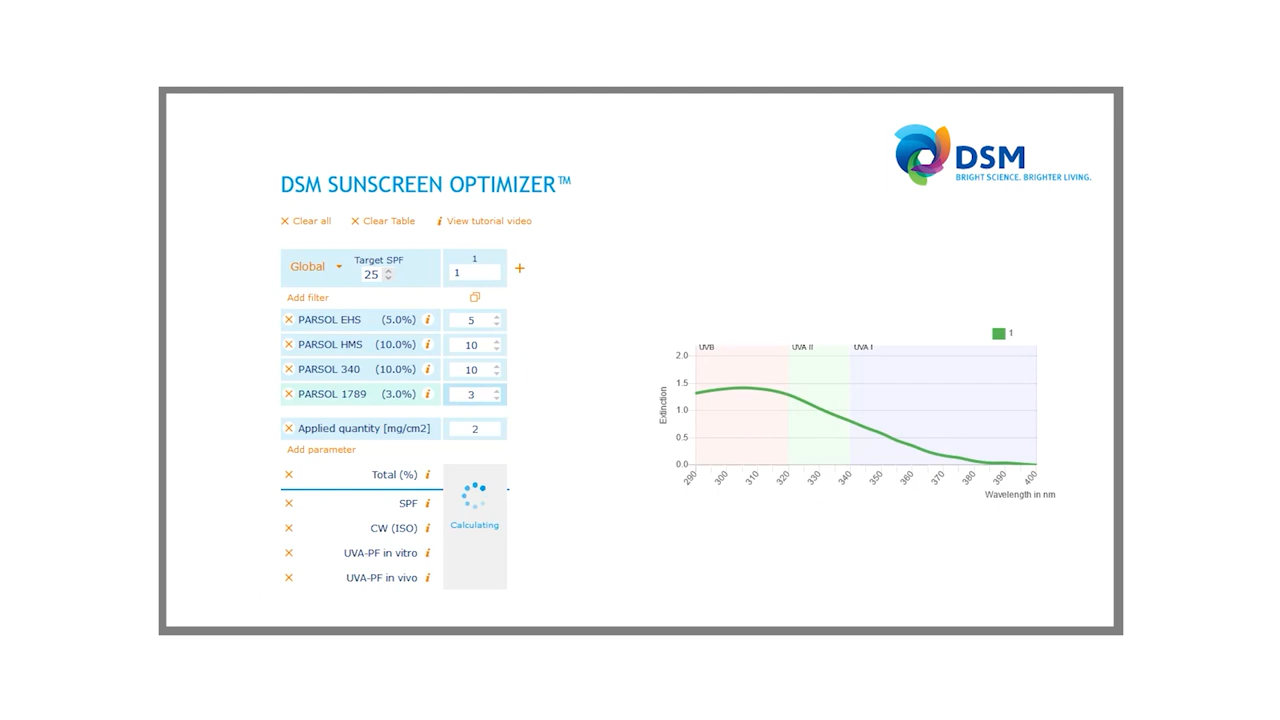 DSM
BRIGHT SCIENCE. BRIGHTER LIVING.
DSM SUNSCREEN OPTIMIZER™
Clear all Clear Table i View tutorial video
Global Target SPF 25 1 1 +
Add filter
PARSOL EHS (5.0%) i 5
PARSOL HMS (10.0%) i 10
PARSOL 340 (10.0%) i 10
PARSOL 1789 (3.0%) i 3
Applied quantity [mg/cm2] 2
Add parameter
Total (%) i
SPF i
CW (ISO) i
UVA-PF in vitro i
UVA-PF in vivo i
Calculating
1
UVB UVA II UVA I
Extinction
2.0
1.5
1.0
0.5
0.0
290 300 310 320 330 340 350 360 370 380 390 400
Wavelength in nm